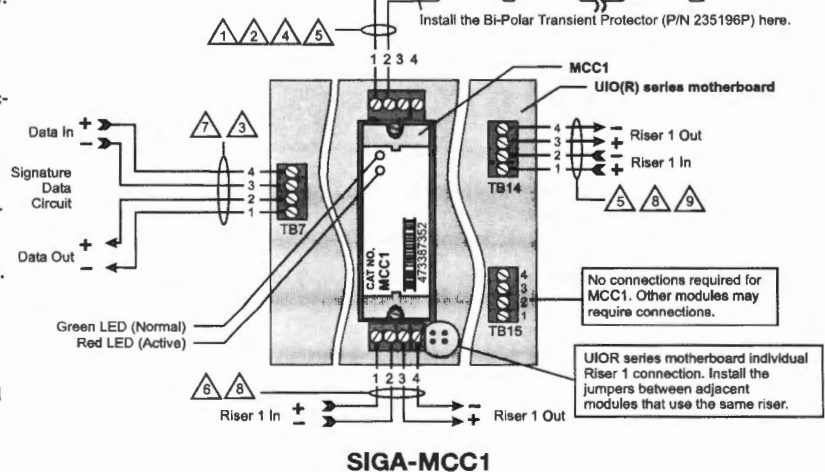 Install the Bi-Polar Transient Protector (P/N 235196P) here.
1 2 4 5
1 2 3 4
MCC1
UIO(R) series motherboard
Data In + −
7 3
Signature
Data
Circuit
4
3
2
1
TB7
Data Out + −
4 − Riser 1 Out
3 +
2 − Riser 1 In
1 +
TB14
5 8 9
CAT NO.
MCC1
473387352
4
3
2
1
TB15
No connections required for
MCC1. Other modules may
require connections.
Green LED (Normal)
Red LED (Active)
UIOR series motherboard individual
Riser 1 connection. Install the
jumpers between adjacent
modules that use the same riser.
6 8
1 2 3 4
Riser 1 In + −
− + Riser 1 Out
SIGA-MCC1